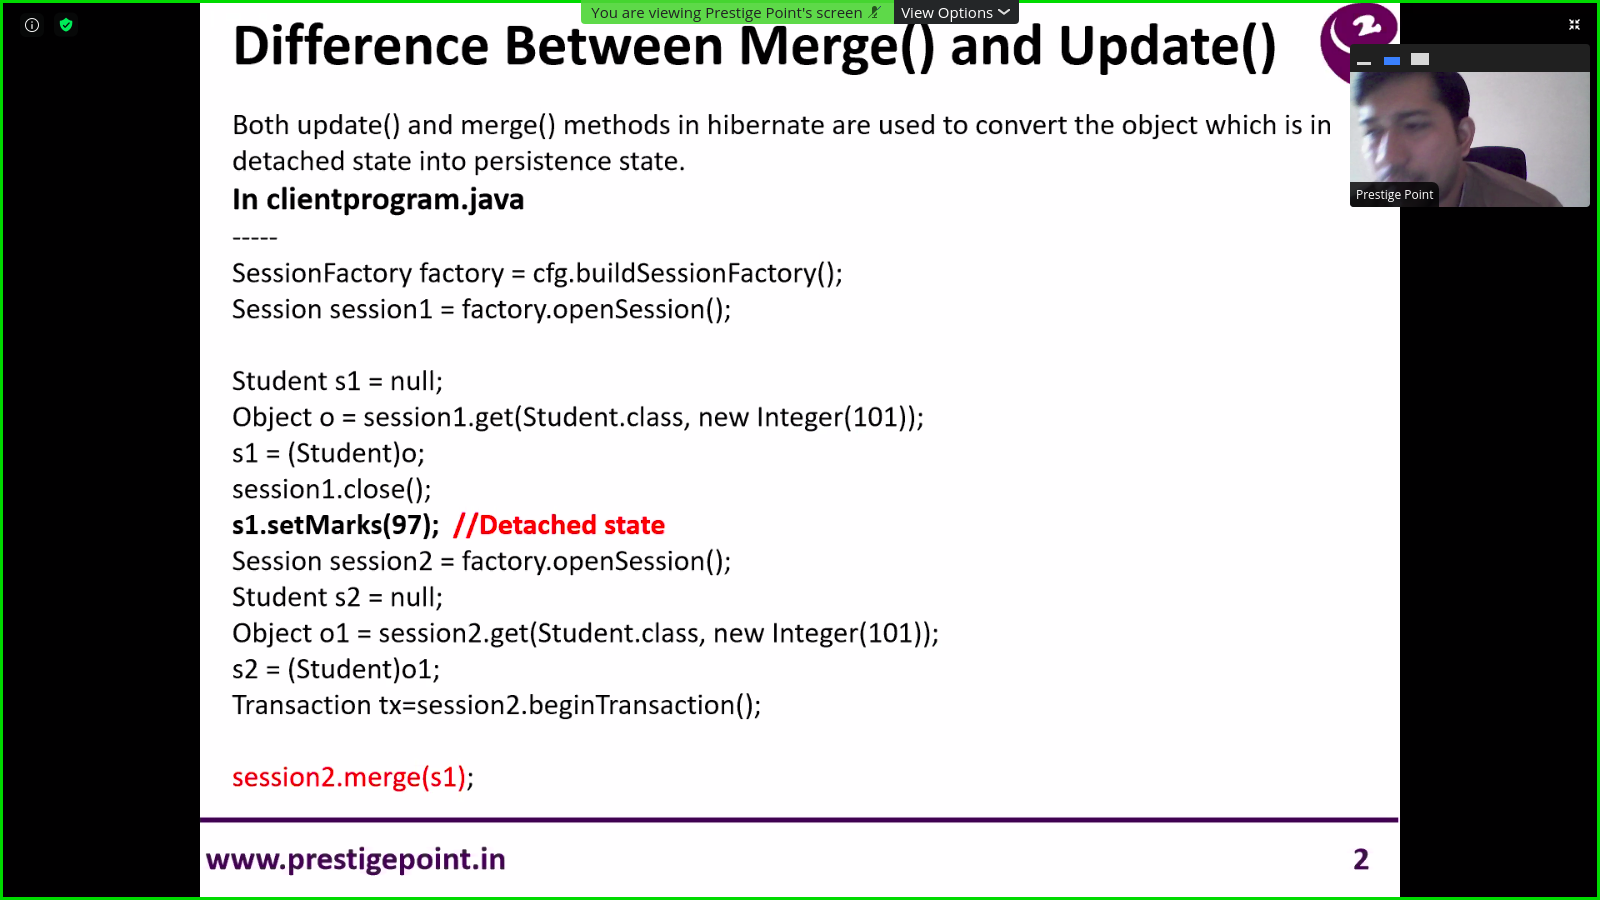 You are viewing Prestige Point's screen View Options
Difference Between Merge() and Update()
2
Both update() and merge() methods in hibernate are used to convert the object which is in
detached state into persistence state.
Prestige Point
In clientprogram.java
-----
SessionFactory factory = cfg.buildSessionFactory();
Session session1 = factory.openSession();
Student s1 = null;
Object o = session1.get(Student.class, new Integer(101));
s1 = (Student)o;
session1.close();
s1.setMarks(97); //Detached state
Session session2 = factory.openSession();
Student s2 = null;
Object o1 = session2.get(Student.class, new Integer(101));
s2 = (Student)o1;
Transaction tx=session2.beginTransaction();
session2.merge(s1);
www.prestigepoint.in 2